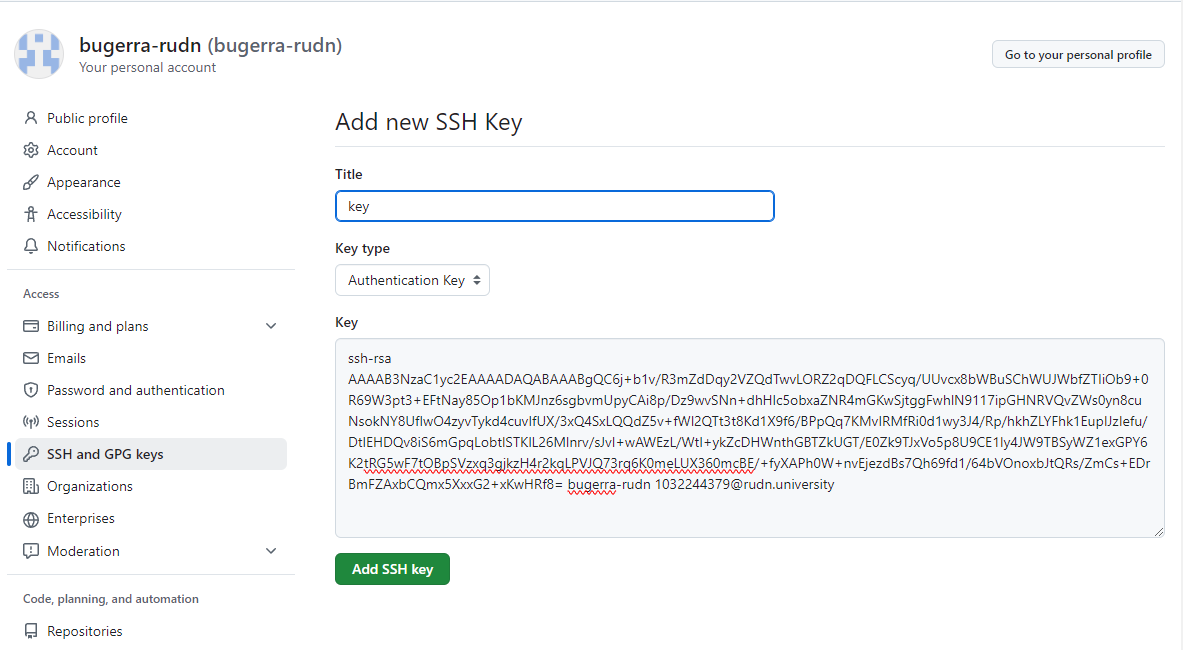 bugerra-rudn (bugerra-rudn)
Your personal account
Go to your personal profile
Public profile
Account
Appearance
Accessibility
Notifications
Access
Billing and plans
Emails
Password and authentication
Sessions
SSH and GPG keys
Organizations
Enterprises
Moderation
Code, planning, and automation
Repositories
Add new SSH Key
Title
key
Key type
Authentication Key
Key
ssh-rsa
AAAAB3NzaC1yc2EAAAADAQABAAABgQC6j+b1v/R3mZdDqy2VZQdTwvLORZ2qDQFLCScyq/UUvcx8bWBuSChWUJWbfZTIiOb9+0
R69W3pt3+EFtNay85Op1bKMJnz6sgbvmUpyCAi8p/Dz9wvSNn+dhHIc5obxaZNR4mGKwSjtggFwhIN9117ipGHNRVQvZWs0yn8cu
NsokNY8UfIwO4zyvTykd4cuvIfUX/3xQ4SxLQQdZ5v+fWI2QTt3t8Kd1X9f6/BPpQq7KMvIRMfRi0d1wy3J4/Rp/hkhZLYFhk1EupIJzIefu/
DtIEHDQv8iS6mGpqLobtISTKIL26MInrv/sJvI+wAWEzL/WtI+ykZcDHWnthGBTZkUGT/E0Zk9TJxVo5p8U9CE1Iy4JW9TBSyWZ1exGPY6
K2tRG5wF7tOBpSVzxq3gjkzH4r2kqLPVJQ73rq6K0meLUX360mcBE/+fyXAPh0W+nvEjezdBs7Qh69fd1/64bVOnoxbJtQRs/ZmCs+EDr
BmFZAxbCQmx5XxxG2+xKwHRf8= bugerra-rudn 1032244379@rudn.university
Add SSH key